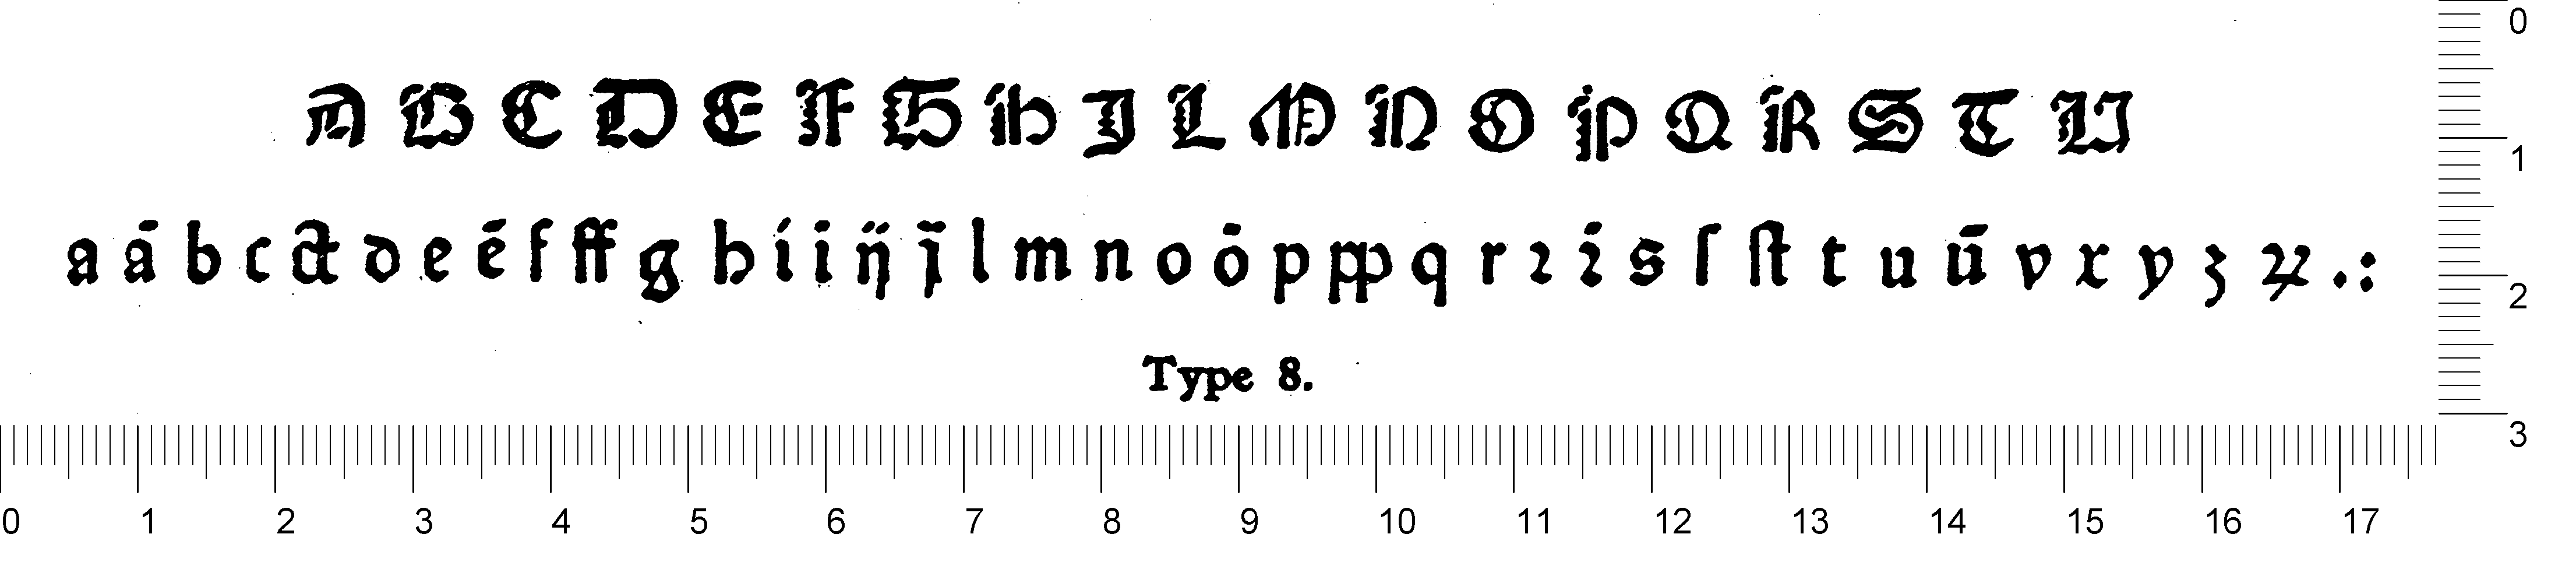 A B C D E F G H I L M N O P Q R S T U
a ā b c ct d e ē f ff g h í i ij̈ j̄ l m n o ō p pp q r ꝛ ꝛ̄ s ſ ſt t u ū v x y z ꝝ . :
Type 8.
0 1 2 3 4 5 6 7 8 9 10 11 12 13 14 15 16 17
0
1
2
3